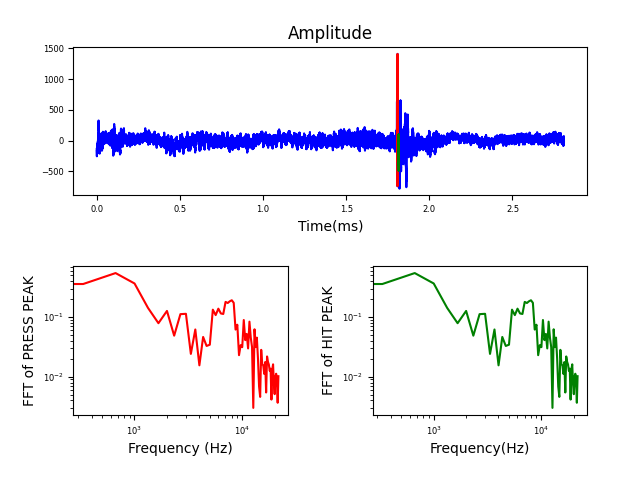 Amplitude
1500
1000
500
0
−500
0.0 0.5 1.0 1.5 2.0 2.5
Time(ms)
FFT of PRESS PEAK
10⁻¹
10⁻²
10³ 10⁴
Frequency (Hz)
FFT of HIT PEAK
10⁻¹
10⁻²
10³ 10⁴
Frequency(Hz)